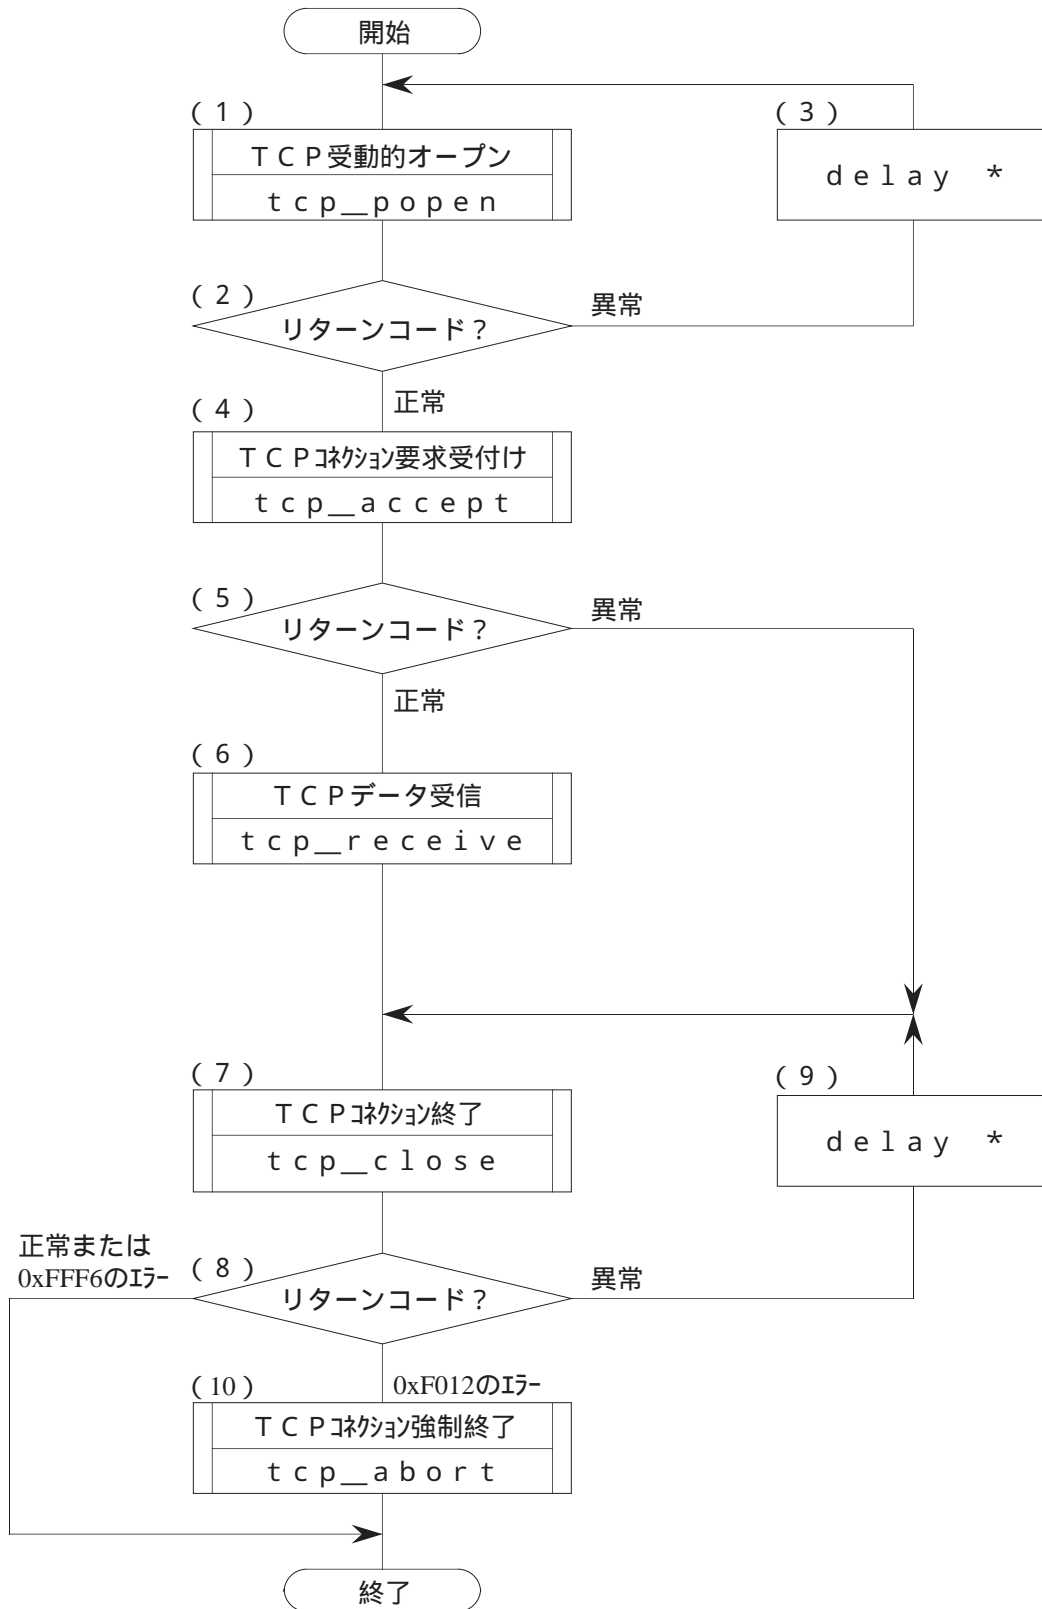 開始
(1)
TCP受動的オープン
tcp_popen
(3)
delay *
(2)
リターンコード?
異常
正常
(4)
TCPコネクション要求受付け
tcp_accept
(5)
リターンコード?
異常
正常
(6)
TCPデータ受信
tcp_receive
(7)
TCPコネクション終了
tcp_close
(9)
delay *
正常または
0xFFF6のエラー
(8)
リターンコード?
異常
0xF012のエラー
(10)
TCPコネクション強制終了
tcp_abort
終了